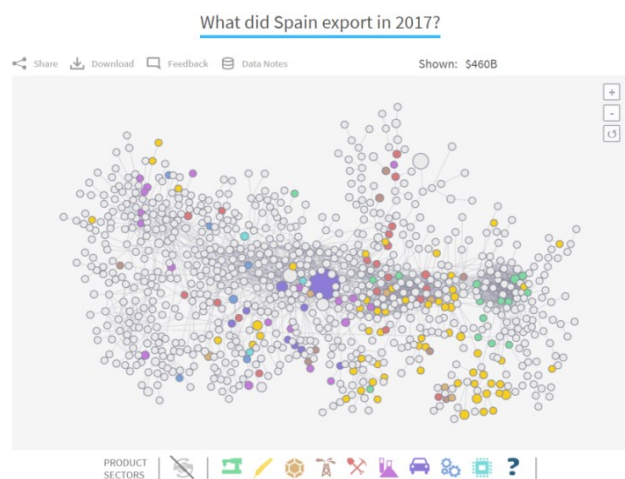 What did Spain export in 2017?
Share Download Feedback Data Notes Shown: $460B
+
-
PRODUCT
SECTORS
?